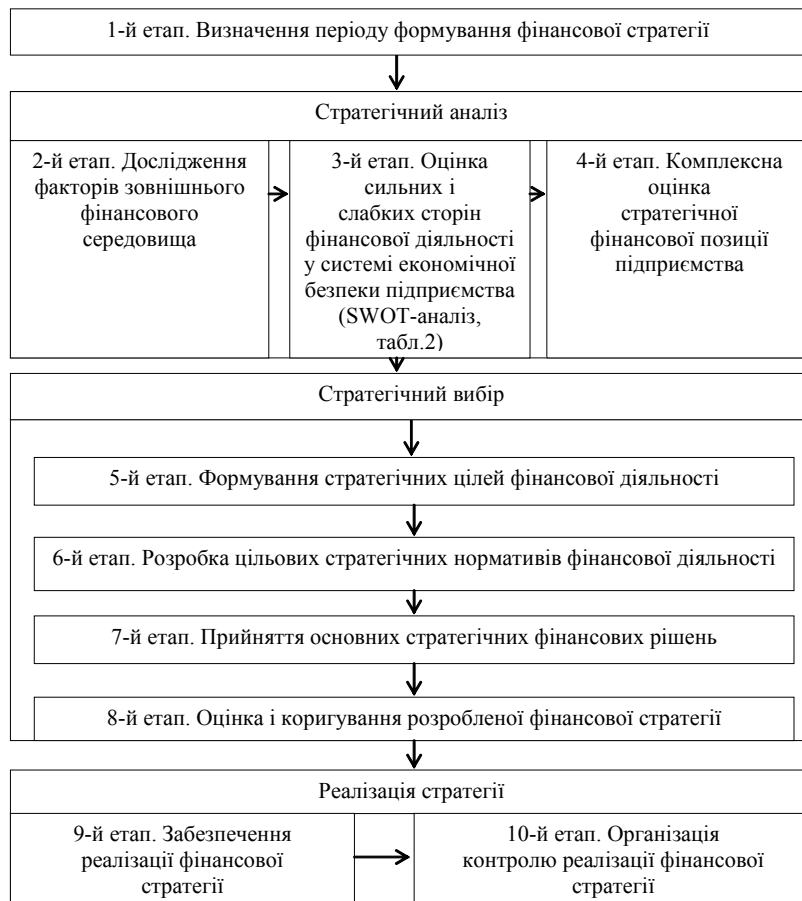 1-й етап. Визначення періоду формування фінансової стратегії
Стратегічний аналіз
2-й етап. Дослідження
факторів зовнішнього
фінансового
середовища
3-й етап. Оцінка
сильних і
слабких сторін
фінансової діяльності
у системі економічної
безпеки підприємства
(SWOT-аналіз,
табл.2)
4-й етап. Комплексна
оцінка
стратегічної
фінансової позиції
підприємства
Стратегічний вибір
5-й етап. Формування стратегічних цілей фінансової діяльності
6-й етап. Розробка цільових стратегічних нормативів фінансової діяльності
7-й етап. Прийняття основних стратегічних фінансових рішень
8-й етап. Оцінка і коригування розробленої фінансової стратегії
Реалізація стратегії
9-й етап. Забезпечення
реалізації фінансової
стратегії
10-й етап. Організація
контролю реалізації фінансової
стратегії